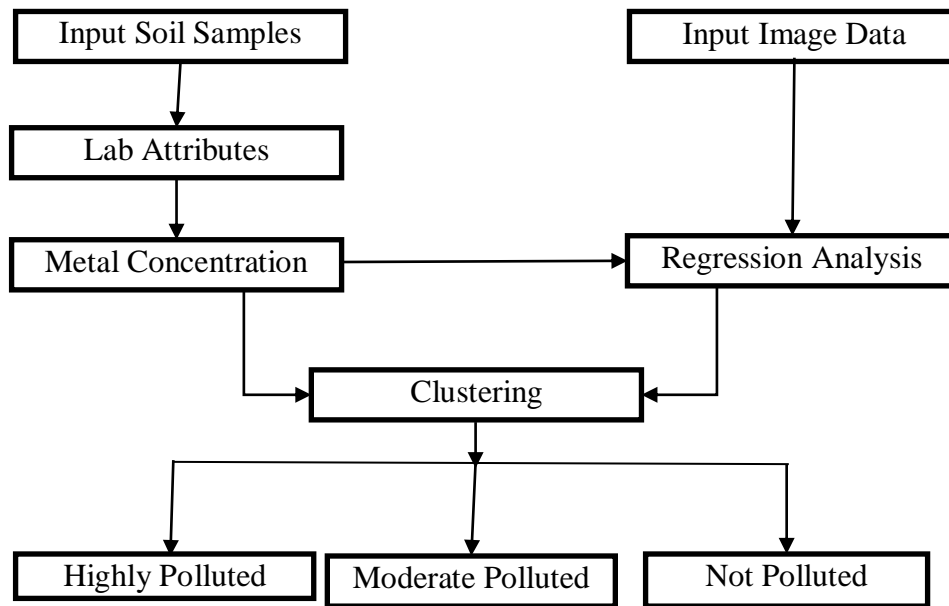 Input Soil Samples
Input Image Data
Lab Attributes
Metal Concentration
Regression Analysis
Clustering
Highly Polluted
Moderate Polluted
Not Polluted